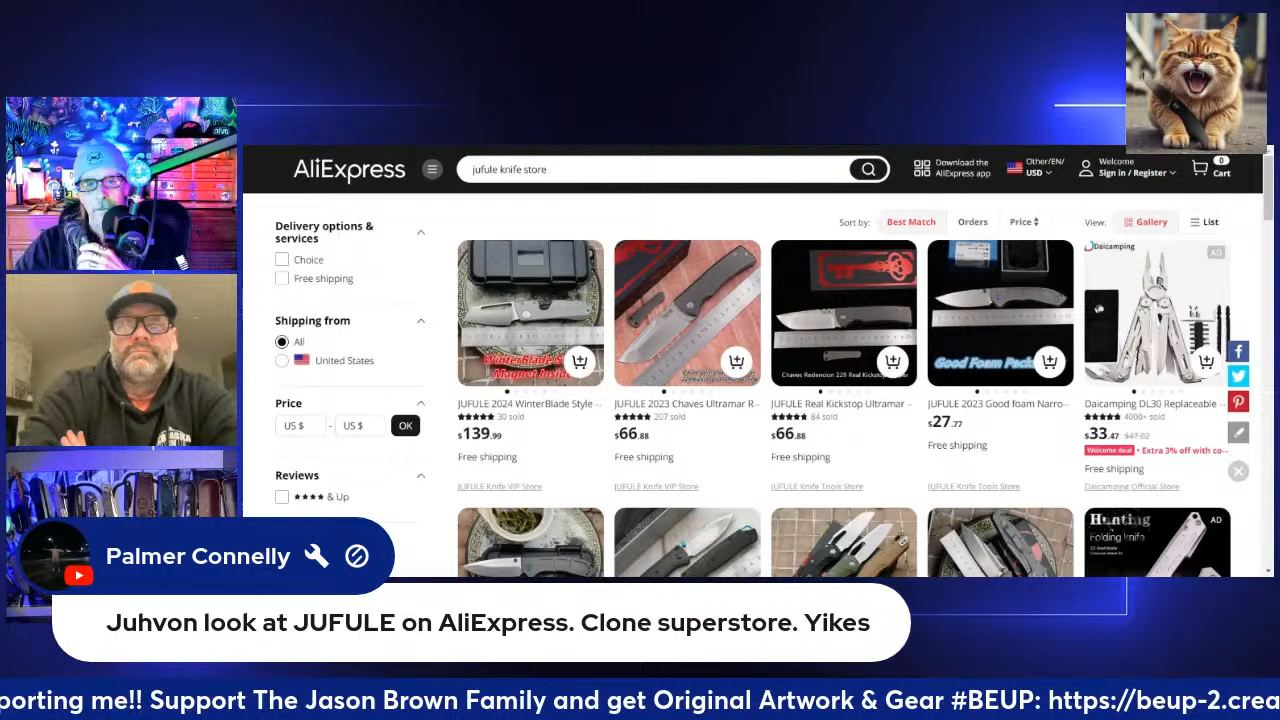 AliExpress
jufule knife store
Download the
AliExpress app
Other/EN/
USD
Welcome
Sign in / Register
0
Cart
Delivery options &
services
Choice
Free shipping
Shipping from
All
United States
Price
US $ - US $ OK
Reviews
& Up
Sort by: Best Match Orders Price
View: Gallery List
WinterBlade S
Magnet Inside
JUFULE 2024 WinterBlade Style ··
30 sold
$139.99
Free shipping
JUFULE Knife VIP Store
JUFULE 2023 Chaves Ultramar R··
207 sold
$66.88
Free shipping
JUFULE Knife VIP Store
Chaves Redencion 229 Real Kickstop
JUFULE Real Kickstop Ultramar ··
84 sold
$66.88
Free shipping
JUFULE Knife Tools Store
Good Foam Pack
JUFULE 2023 Good foam Narro··
$27.77
Free shipping
JUFULE Knife Tools Store
Daicamping
AD
Daicamping DL30 Replaceable ··
4000+ sold
$33.47 $47.02
Welcome deal • Extra 3% off with co···
Free shipping
Daicamping Official Store
Hunting
Folding knife
AD
Palmer Connelly
Juhvon look at JUFULE on AliExpress. Clone superstore. Yikes
porting me!! Support The Jason Brown Family and get Original Artwork & Gear #BEUP: https://beup-2.crea